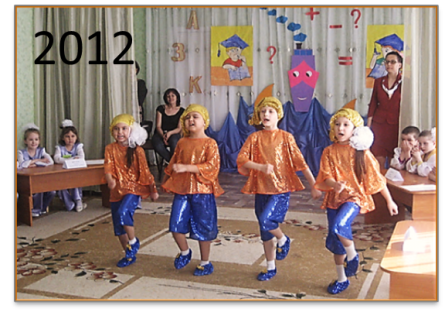 2012
А + − ?
З ? =
К